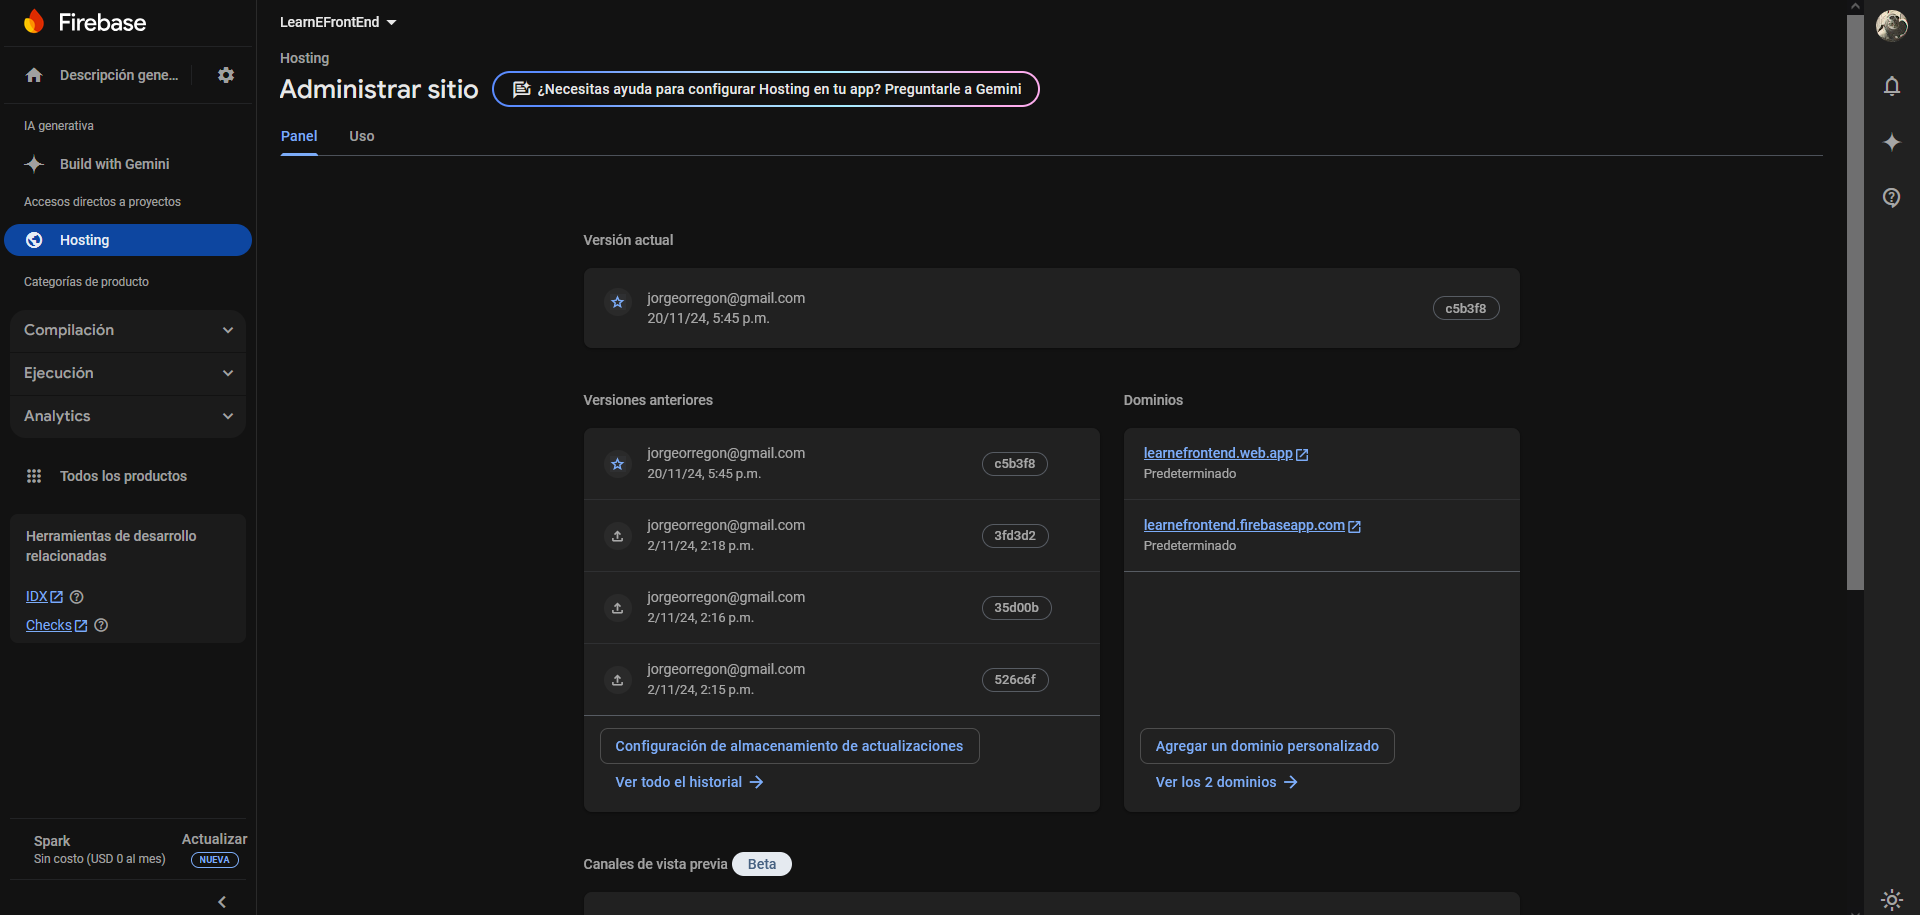 Firebase
Descripción gene...
IA generativa
Build with Gemini
Accesos directos a proyectos
Hosting
Categorías de producto
Compilación
Ejecución
Analytics
Todos los productos
Herramientas de desarrollo
relacionadas
IDX
Checks
Spark
Sin costo (USD 0 al mes)
Actualizar
NUEVA
LearnEFrontEnd
Hosting
Administrar sitio
¿Necesitas ayuda para configurar Hosting en tu app? Preguntarle a Gemini
Panel
Uso
Versión actual
jorgeorregon@gmail.com
20/11/24, 5:45 p.m.
c5b3f8
Versiones anteriores
jorgeorregon@gmail.com
20/11/24, 5:45 p.m.
c5b3f8
jorgeorregon@gmail.com
2/11/24, 2:18 p.m.
3fd3d2
jorgeorregon@gmail.com
2/11/24, 2:16 p.m.
35d00b
jorgeorregon@gmail.com
2/11/24, 2:15 p.m.
526c6f
Configuración de almacenamiento de actualizaciones
Ver todo el historial
Dominios
learnefrontend.web.app
Predeterminado
learnefrontend.firebaseapp.com
Predeterminado
Agregar un dominio personalizado
Ver los 2 dominios
Canales de vista previa
Beta